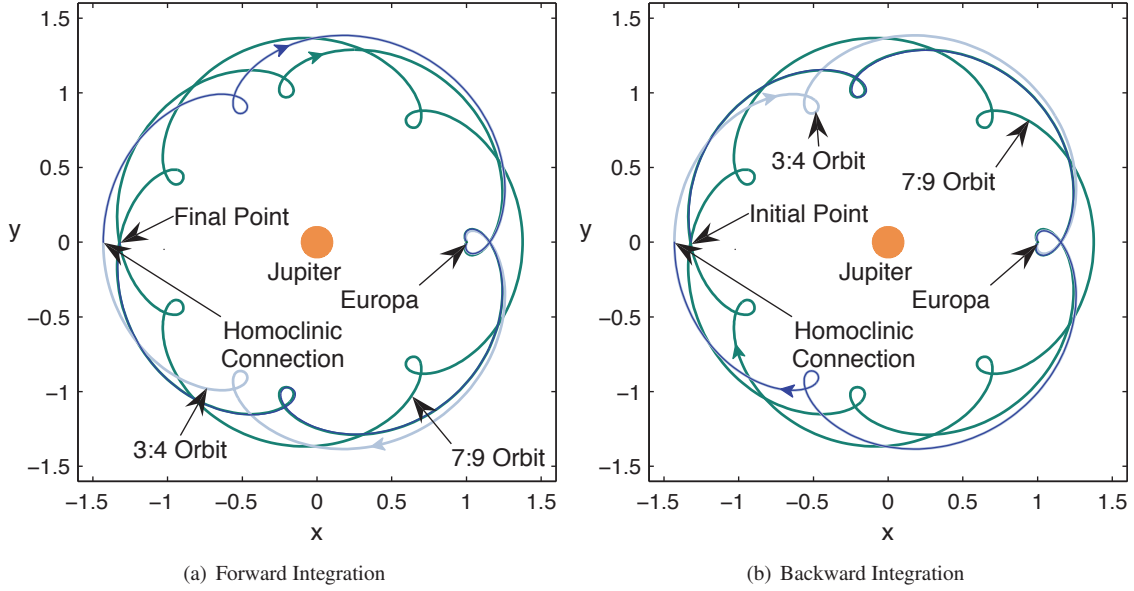 1.5
1
0.5
0
−0.5
−1
−1.5
y
−1.5
−1
−0.5
0
0.5
1
1.5
x
Final Point
Jupiter
Europa
Homoclinic
Connection
3:4 Orbit
7:9 Orbit
(a) Forward Integration
1.5
1
0.5
0
−0.5
−1
−1.5
y
−1.5
−1
−0.5
0
0.5
1
1.5
x
3:4 Orbit
7:9 Orbit
Initial Point
Jupiter
Europa
Homoclinic
Connection
(b) Backward Integration